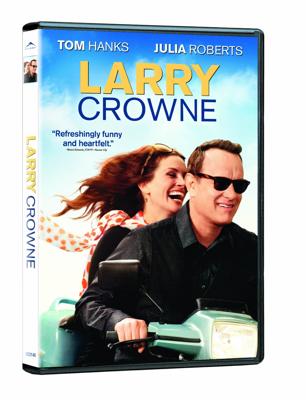 TOM HANKS JULIA ROBERTS
LARRY
CROWNE
"Refreshingly funny
and heartfelt."
LARRY
CROWNE